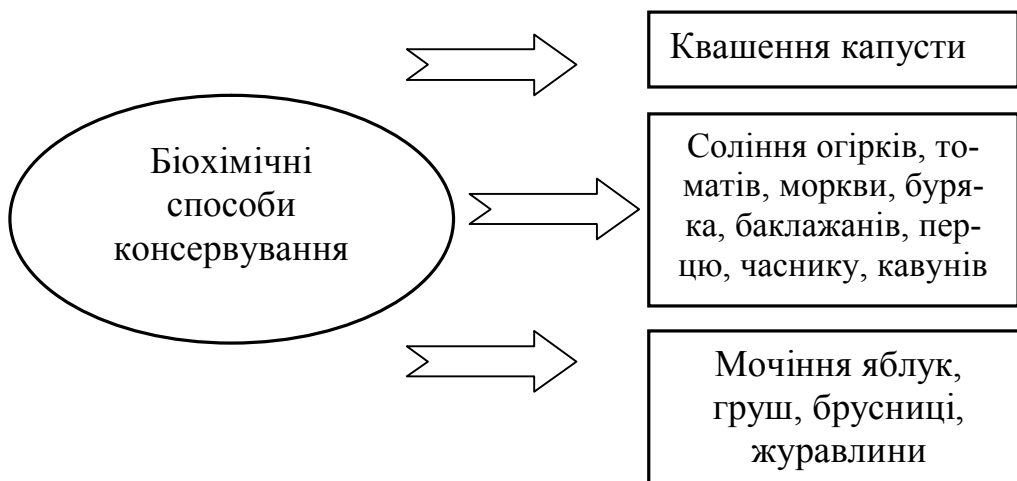 Біохімічні
способи
консервування
Квашення капусти
Соління огірків, то-
матів, моркви, буря-
ка, баклажанів, пер-
цю, часнику, кавунів
Мочіння яблук,
груш, брусниці,
журавлини